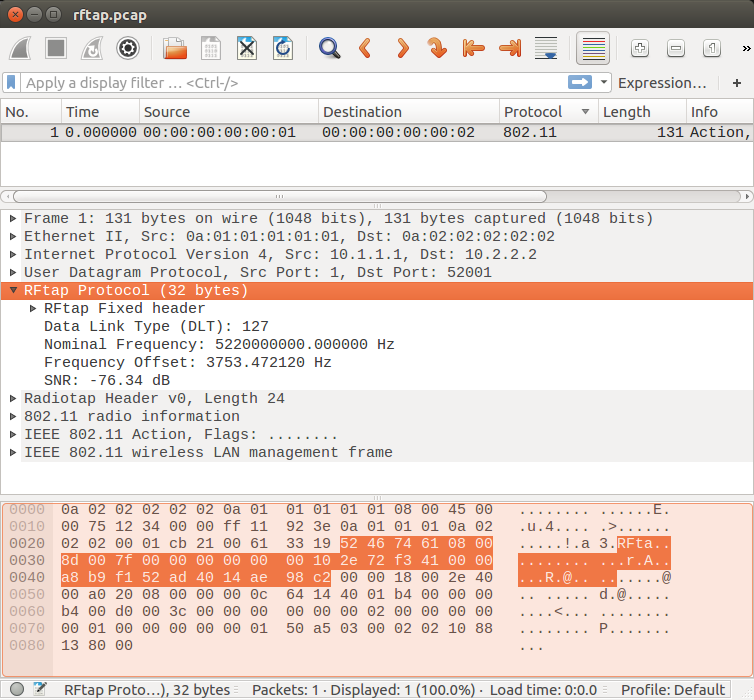 rftap.pcap
Apply a display filter … <Ctrl-/> Expression… +
No. Time Source Destination Protocol Length Info
1 0.000000 00:00:00:00:00:01 00:00:00:00:00:02 802.11 131 Action,
Frame 1: 131 bytes on wire (1048 bits), 131 bytes captured (1048 bits)
Ethernet II, Src: 0a:01:01:01:01:01, Dst: 0a:02:02:02:02:02
Internet Protocol Version 4, Src: 10.1.1.1, Dst: 10.2.2.2
User Datagram Protocol, Src Port: 1, Dst Port: 52001
RFtap Protocol (32 bytes)
RFtap Fixed header
Data Link Type (DLT): 127
Nominal Frequency: 5220000000.000000 Hz
Frequency Offset: 3753.472120 Hz
SNR: -76.34 dB
Radiotap Header v0, Length 24
802.11 radio information
IEEE 802.11 Action, Flags: ........
IEEE 802.11 wireless LAN management frame
0000 0a 02 02 02 02 02 0a 01 01 01 01 01 08 00 45 00 ........ ......E.
0010 00 75 12 34 00 00 ff 11 92 3e 0a 01 01 01 0a 02 .u.4.... .>......
0020 02 02 00 01 cb 21 00 61 33 19 52 46 74 61 08 00 .....!.a 3.RFta..
0030 8d 00 7f 00 00 00 00 00 00 10 2e 72 f3 41 00 00 ........ ...r.A..
0040 a8 b9 f1 52 ad 40 14 ae 98 c2 00 00 18 00 2e 40 ...R.@.. .......@
0050 00 a0 20 08 00 00 00 0c 64 14 40 01 b4 00 00 00 .. ..... d.@.....
0060 b4 00 d0 00 3c 00 00 00 00 00 00 02 00 00 00 00 ....<... ........
0070 00 01 00 00 00 00 00 01 50 a5 03 00 02 02 10 88 ........ P.......
0080 13 80 00 ...
RFtap Proto…), 32 bytes Packets: 1 · Displayed: 1 (100.0%) · Load time: 0:0.0 Profile: Default